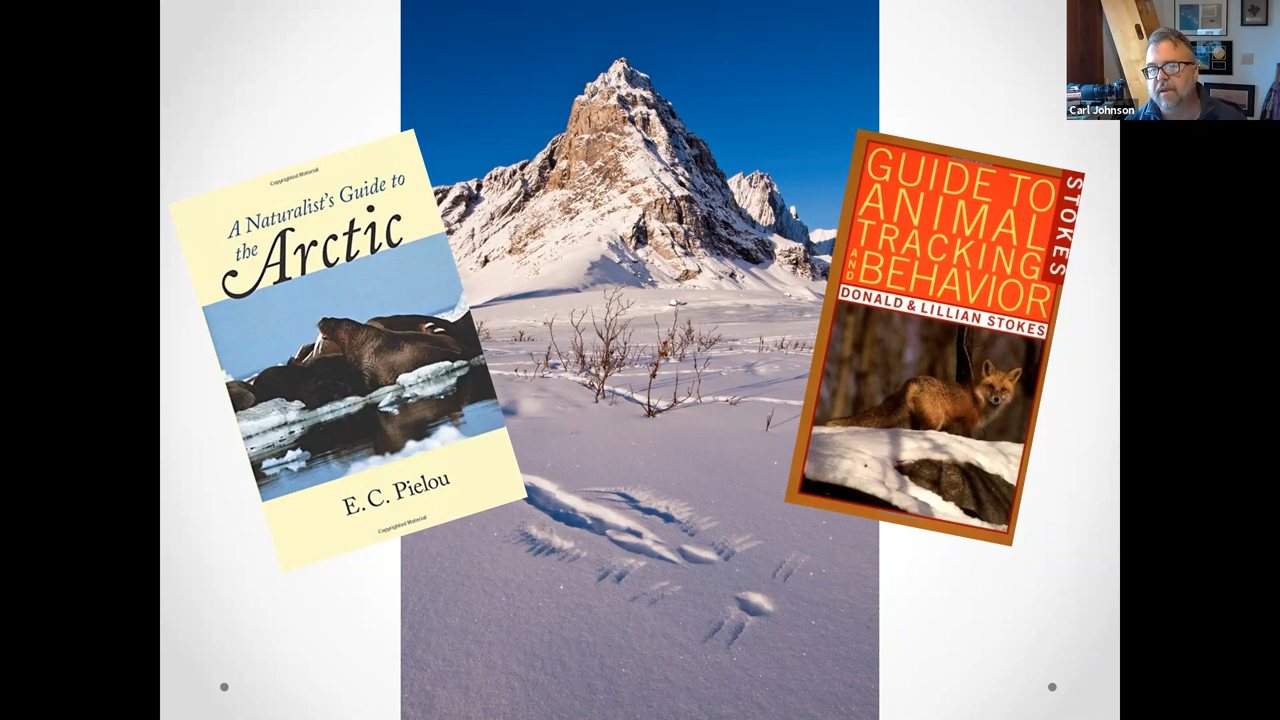 Carl Johnson
Copyrighted Material
A Naturalist's Guide to
the Arctic
E. C. Pielou
Copyrighted Material
GUIDE TO
ANIMAL
TRACKING
AND BEHAVIOR
STOKES
DONALD & LILLIAN STOKES